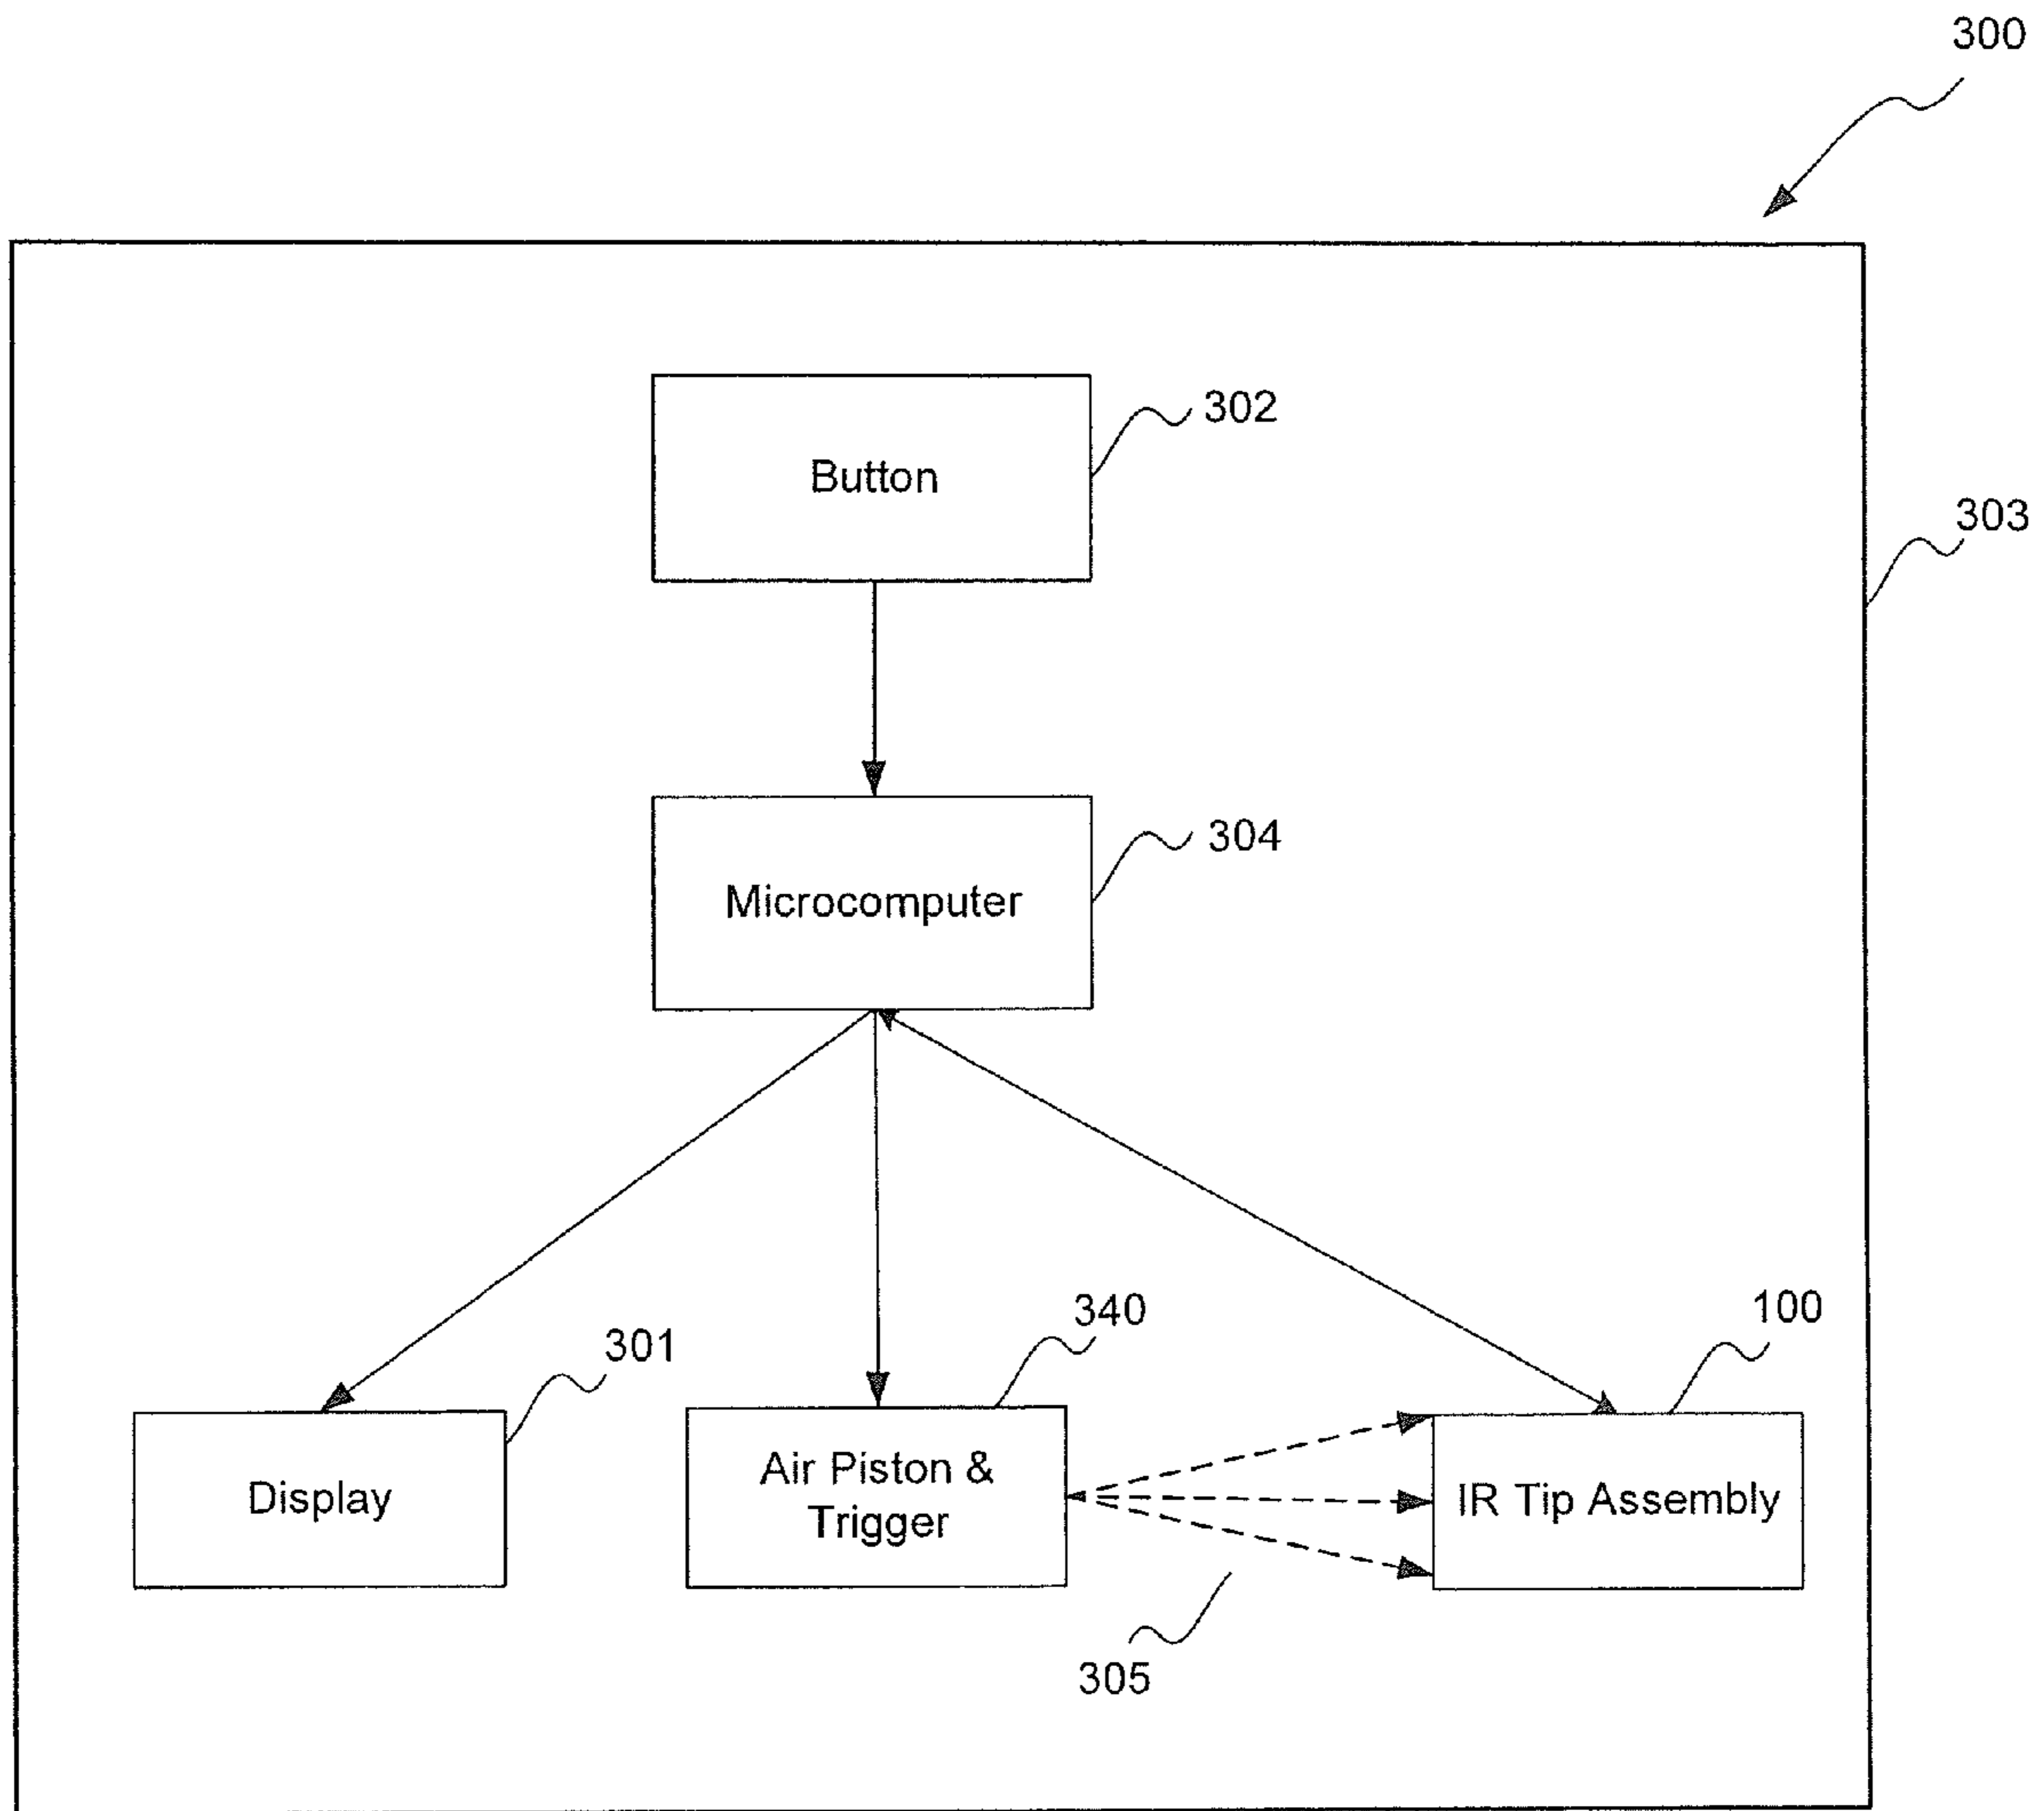 300
302
Button
303
304
Microcomputer
340
100
301
Air Piston &
Trigger
IR Tip Assembly
Display
305